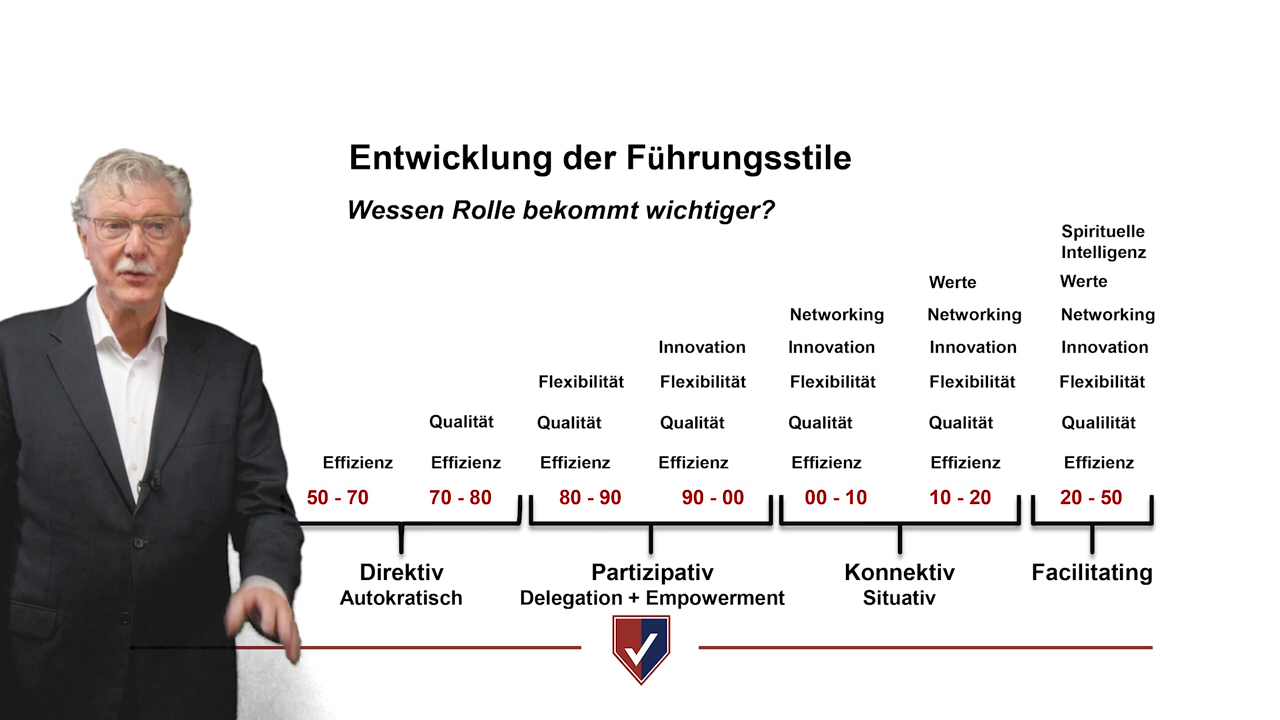 Entwicklung der Führungsstile
Wessen Rolle bekommt wichtiger?
Spirituelle
Intelligenz
Werte Werte
Networking Networking Networking
Innovation Innovation Innovation Innovation
Flexibilität Flexibilität Flexibilität Flexibilität Flexibilität
Qualität Qualität Qualität Qualität Qualität Qualilität
Effizienz Effizienz Effizienz Effizienz Effizienz Effizienz Effizienz
50 - 70 70 - 80 80 - 90 90 - 00 00 - 10 10 - 20 20 - 50
Direktiv Partizipativ Konnektiv Facilitating
Autokratisch Delegation + Empowerment Situativ